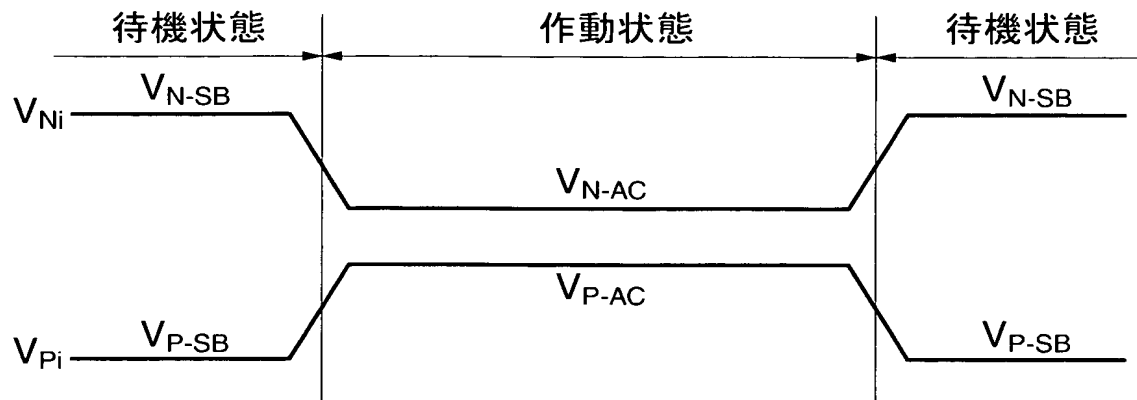 待機状態 作動状態 待機状態
V_N-SB V_N-SB
V_Ni
V_N-AC
V_P-AC
V_P-SB V_P-SB
V_Pi